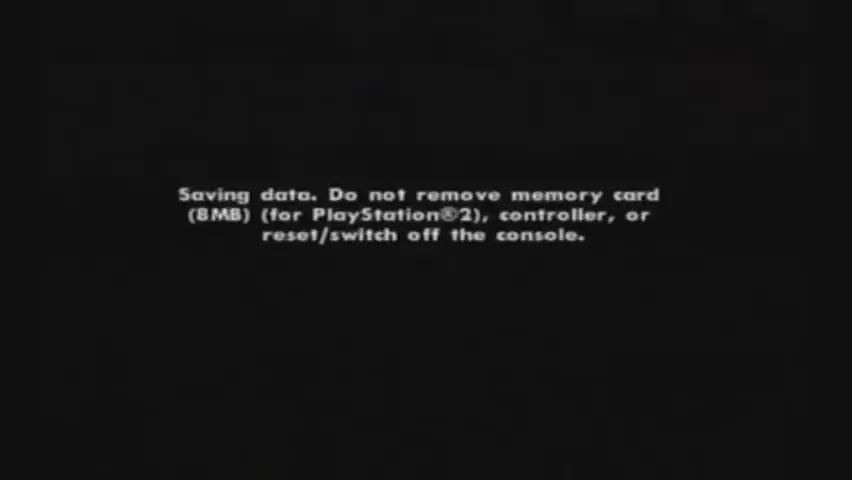 Saving data. Do not remove memory card
(8MB) (for PlayStation®2), controller, or
reset/switch off the console.